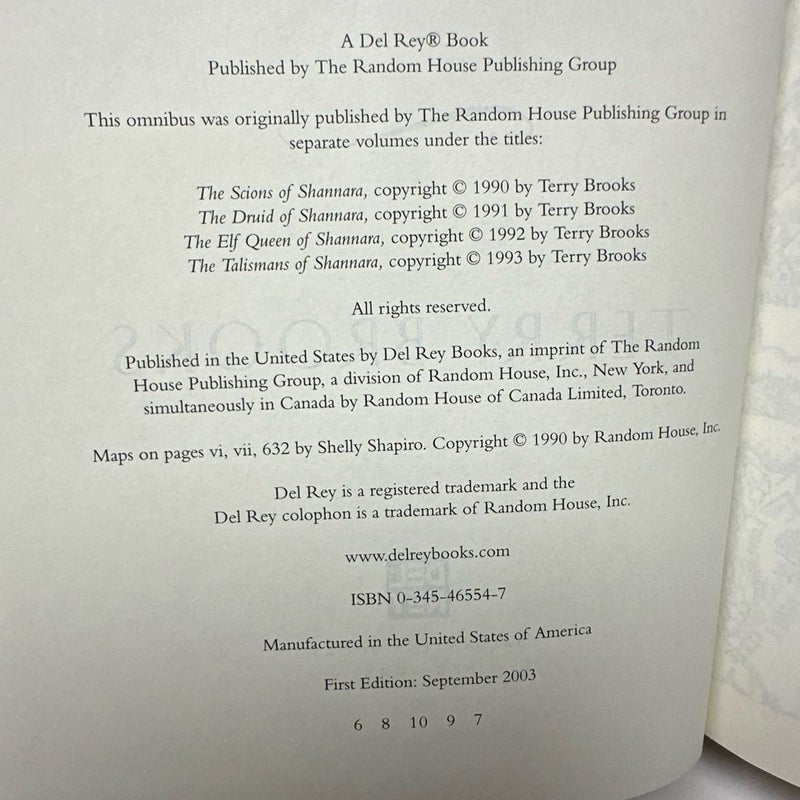 A Del Rey® Book
Published by The Random House Publishing Group
This omnibus was originally published by The Random House Publishing Group in
separate volumes under the titles:
The Scions of Shannara, copyright © 1990 by Terry Brooks
The Druid of Shannara, copyright © 1991 by Terry Brooks
The Elf Queen of Shannara, copyright © 1992 by Terry Brooks
The Talismans of Shannara, copyright © 1993 by Terry Brooks
All rights reserved.
Published in the United States by Del Rey Books, an imprint of The Random
House Publishing Group, a division of Random House, Inc., New York, and
simultaneously in Canada by Random House of Canada Limited, Toronto.
Maps on pages vi, vii, 632 by Shelly Shapiro. Copyright © 1990 by Random House, Inc.
Del Rey is a registered trademark and the
Del Rey colophon is a trademark of Random House, Inc.
www.delreybooks.com
ISBN 0-345-46554-7
Manufactured in the United States of America
First Edition: September 2003
6 8 10 9 7
TERRY BROOKS